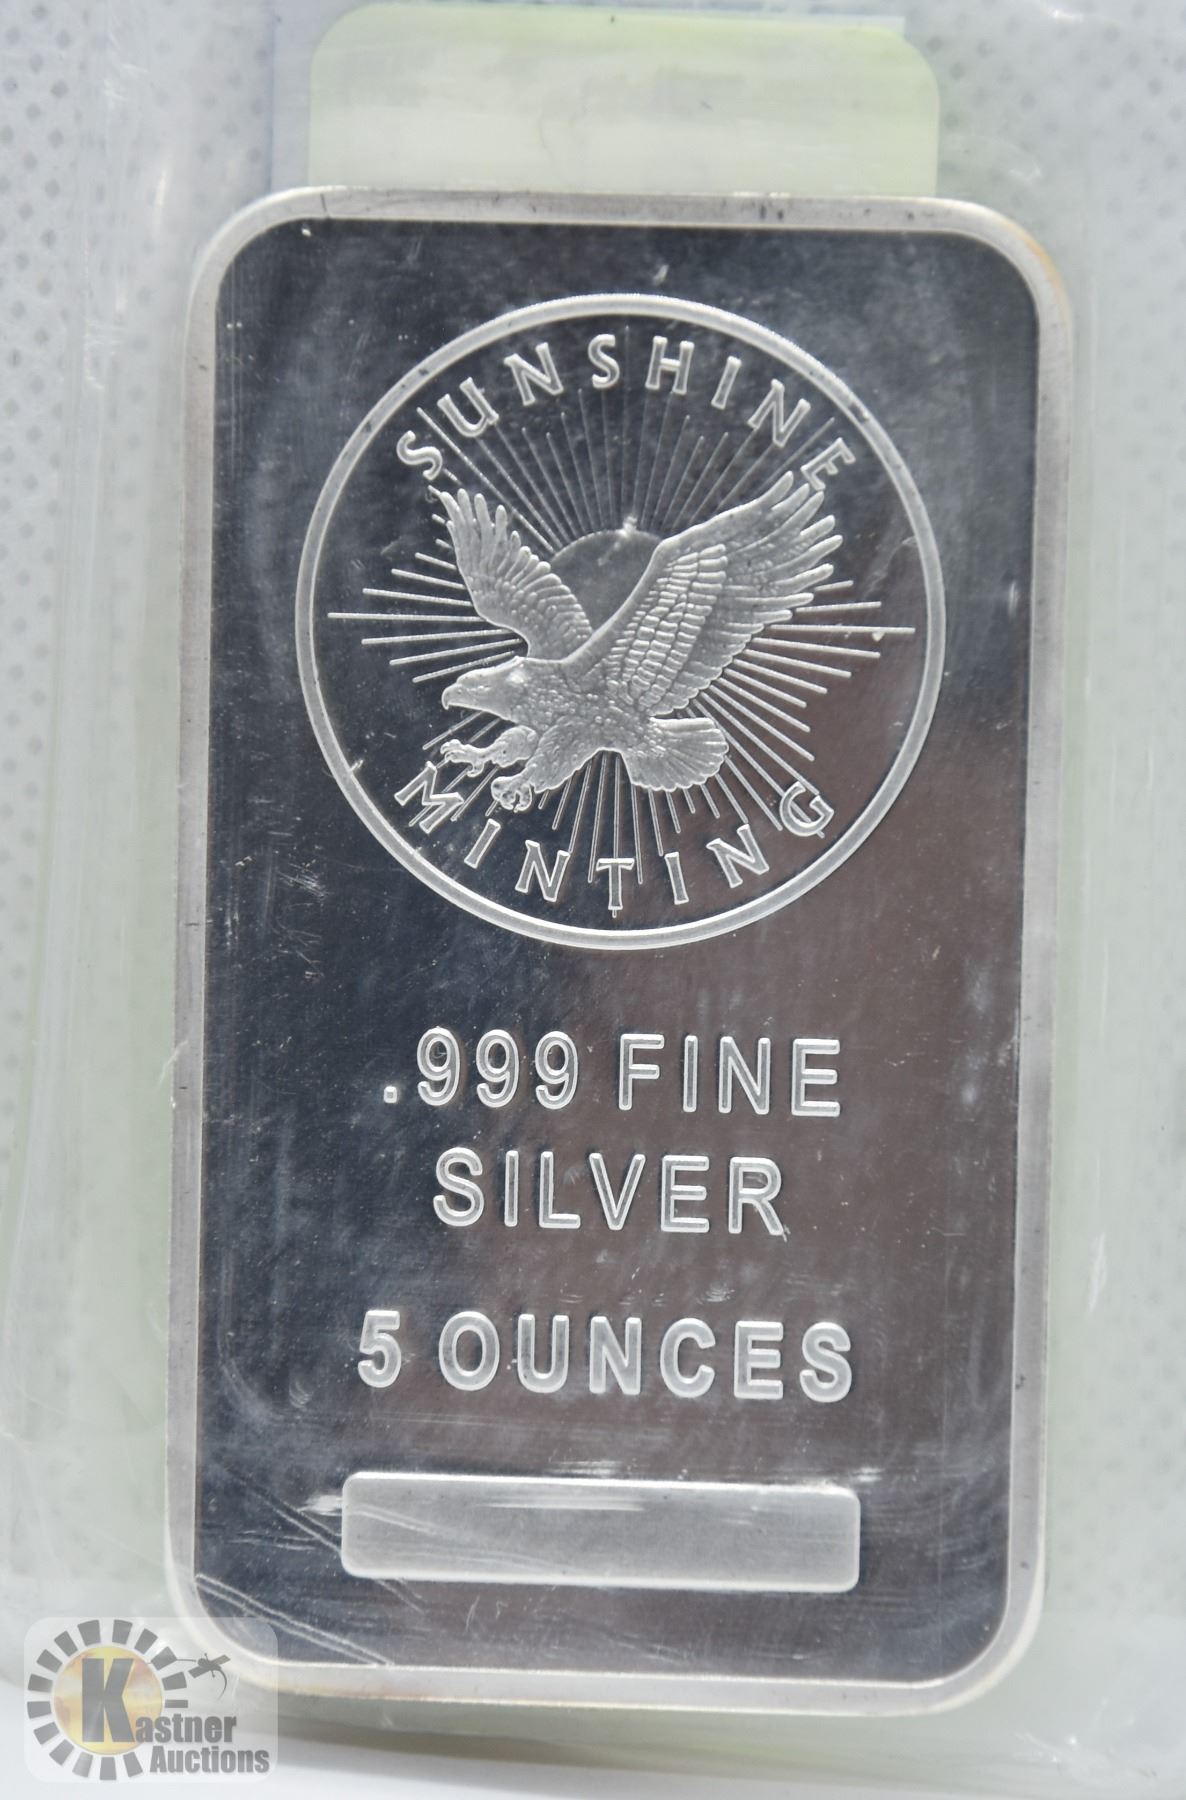 SUNSHINE
MINTING
.999 FINE
SILVER
5 OUNCES
Kastner
Auctions